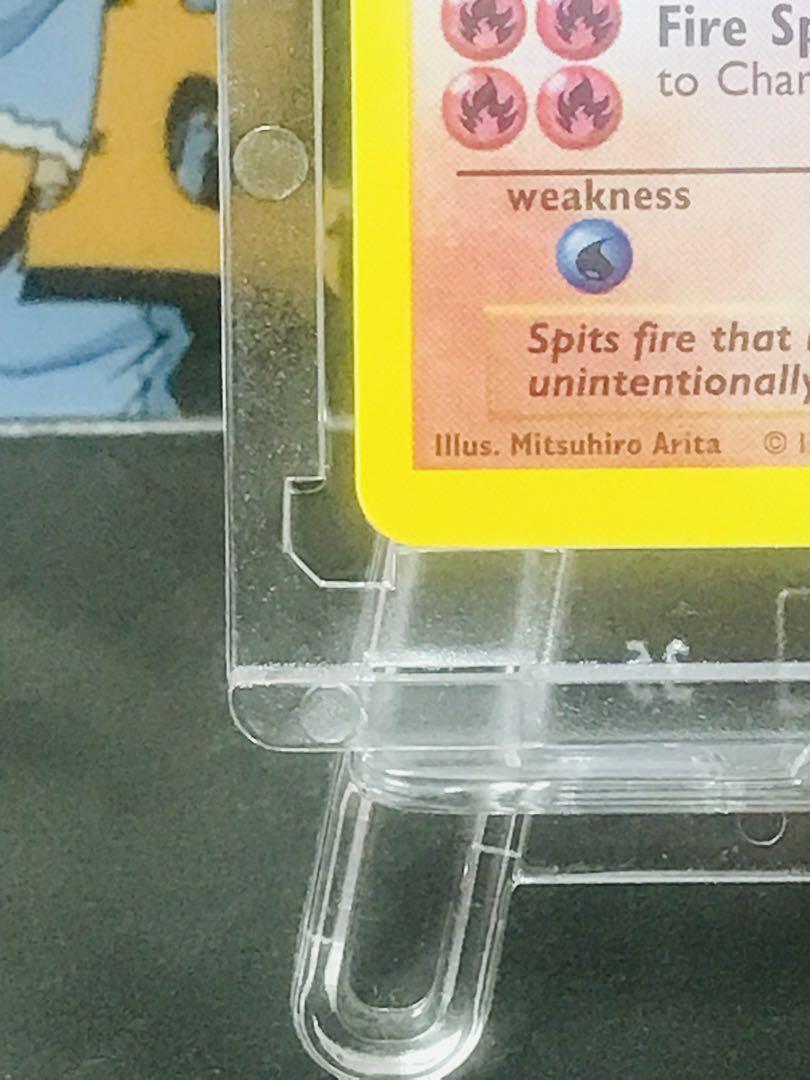 Fire Sp
to Char
weakness
Spits fire that
unintentionally
Illus. Mitsuhiro Arita ©